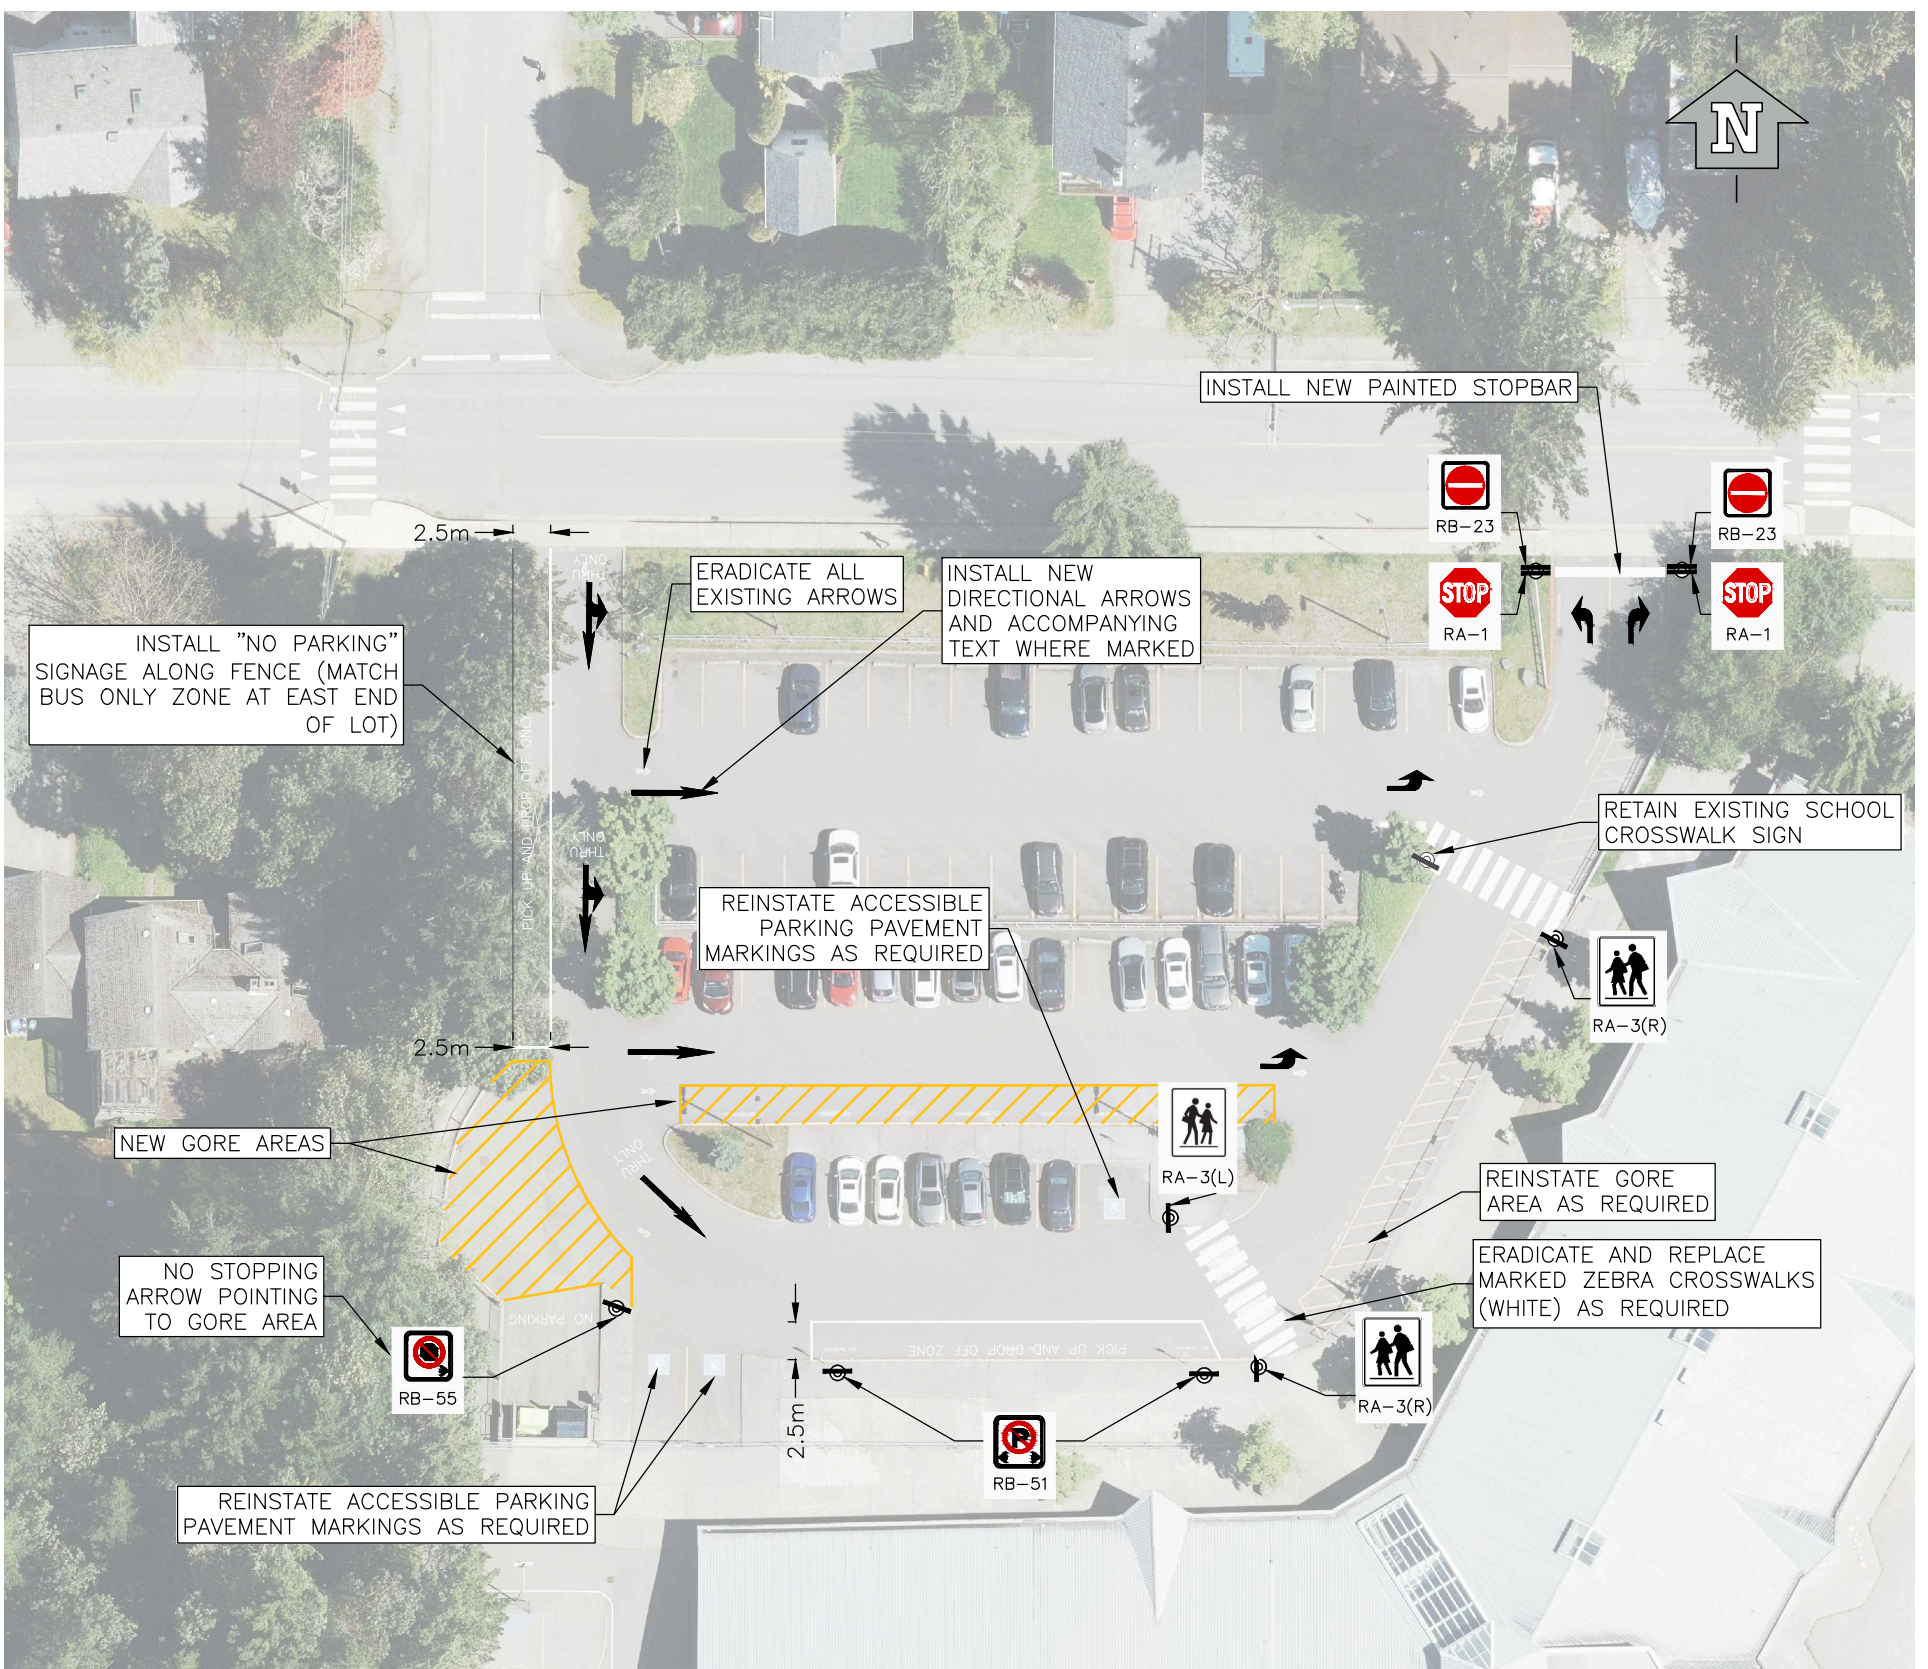 N
INSTALL NEW PAINTED STOPBAR
RB-23
RB-23
2.5m
THRU
ONLY
ERADICATE ALL
EXISTING ARROWS
INSTALL NEW
DIRECTIONAL ARROWS
AND ACCOMPANYING
TEXT WHERE MARKED
STOP
RA-1
STOP
RA-1
INSTALL "NO PARKING"
SIGNAGE ALONG FENCE (MATCH
BUS ONLY ZONE AT EAST END
OF LOT)
PICK UP AND DROP OFF ONLY
RETAIN EXISTING SCHOOL
CROSSWALK SIGN
THRU
ONLY
REINSTATE ACCESSIBLE
PARKING PAVEMENT
MARKINGS AS REQUIRED
RA-3(R)
2.5m
NEW GORE AREAS
THRU
ONLY
RA-3(L)
REINSTATE GORE
AREA AS REQUIRED
ERADICATE AND REPLACE
MARKED ZEBRA CROSSWALKS
(WHITE) AS REQUIRED
NO STOPPING
ARROW POINTING
TO GORE AREA
NO PARKING
PICK UP AND DROP OFF ZONE
RB-55
2.5m
P
RB-51
RA-3(R)
REINSTATE ACCESSIBLE PARKING
PAVEMENT MARKINGS AS REQUIRED